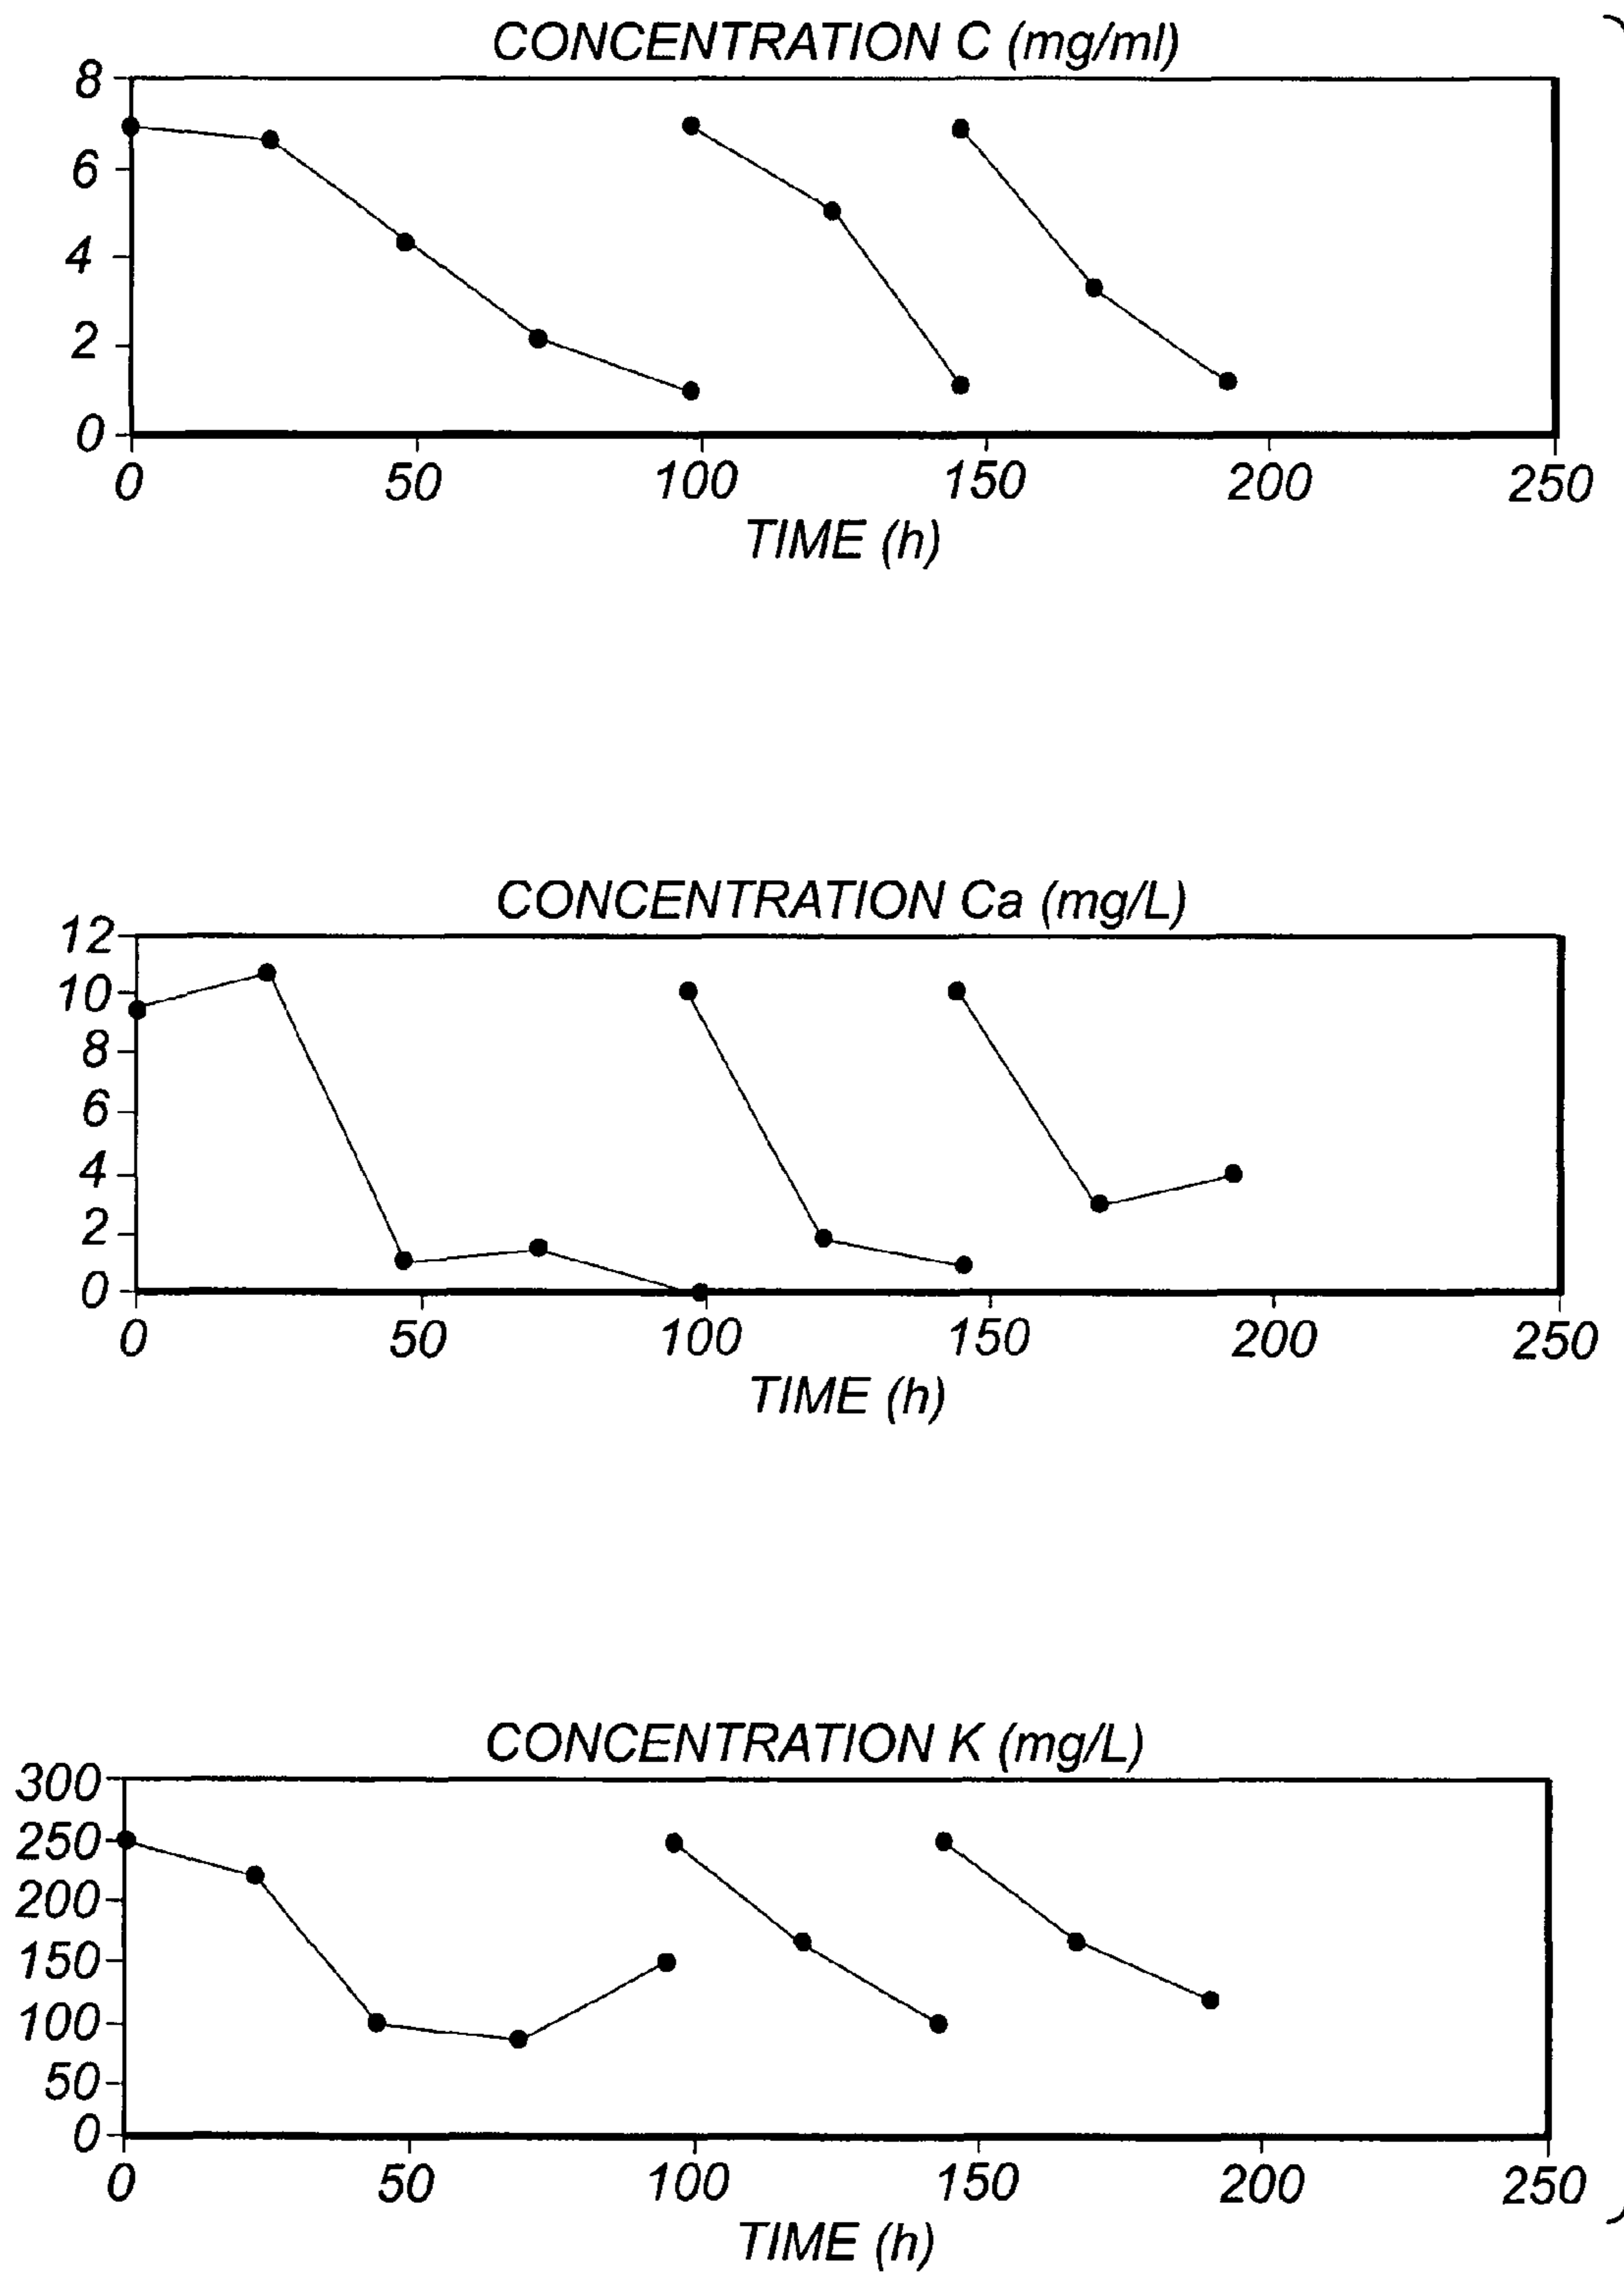 CONCENTRATION C (mg/ml)
8
6
4
2
0
0 50 100 150 200 250
TIME (h)
CONCENTRATION Ca (mg/L)
12
10
8
6
4
2
0
0 50 100 150 200 250
TIME (h)
CONCENTRATION K (mg/L)
300
250
200
150
100
50
0
0 50 100 150 200 250
TIME (h)